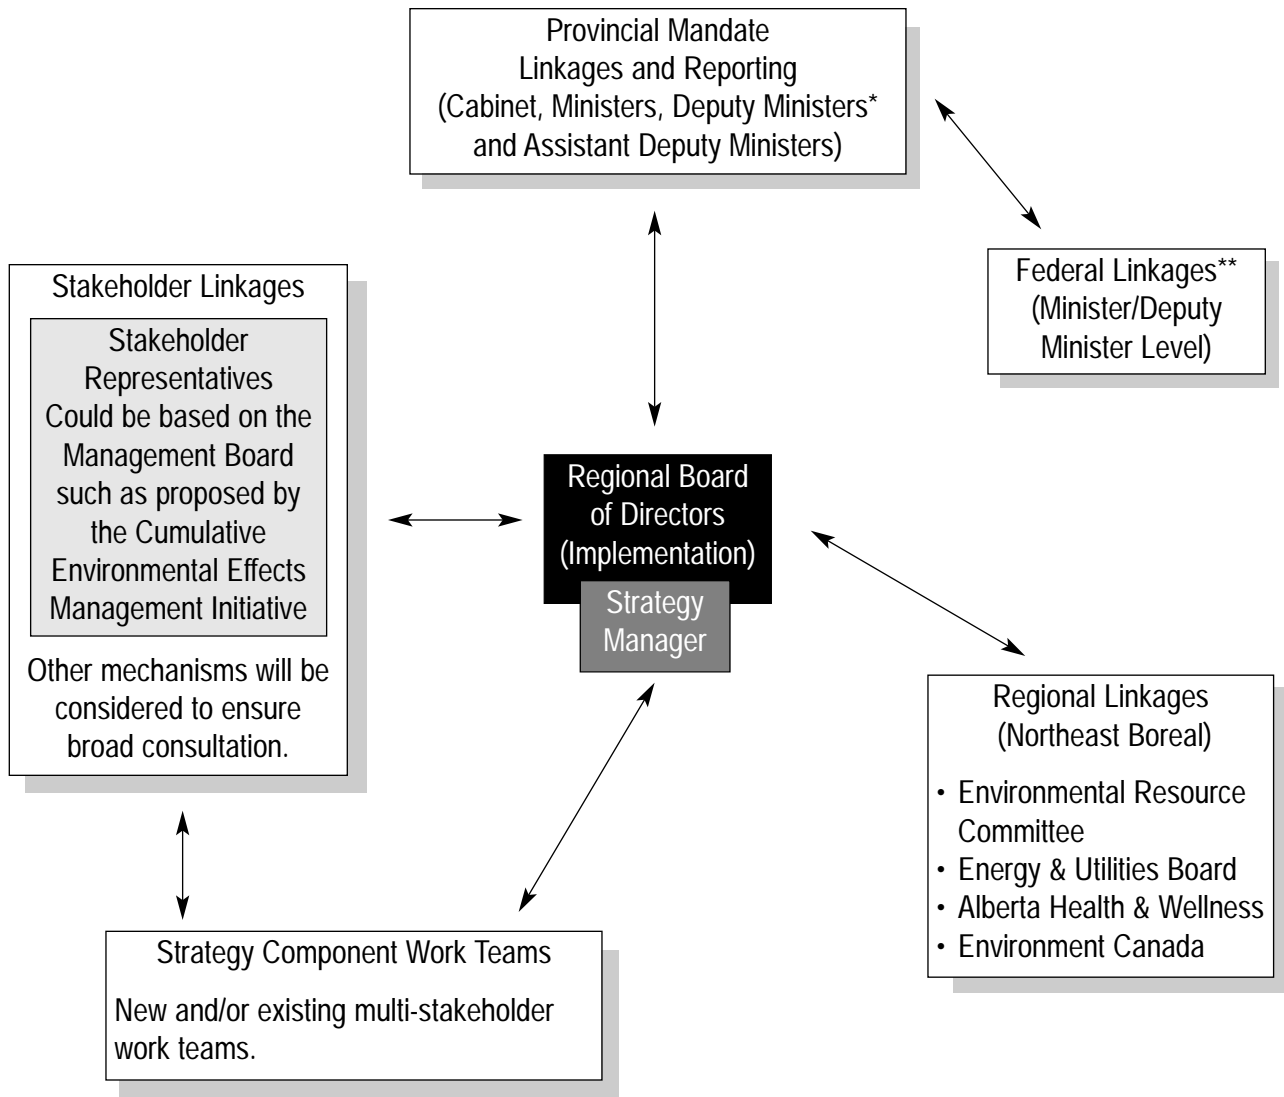 Provincial Mandate
Linkages and Reporting
(Cabinet, Ministers, Deputy Ministers*
and Assistant Deputy Ministers)
Federal Linkages**
(Minister/Deputy
Minister Level)
Stakeholder Linkages
Stakeholder
Representatives
Could be based on the
Management Board
such as proposed by
the Cumulative
Environmental Effects
Management Initiative
Other mechanisms will be
considered to ensure
broad consultation.
Regional Board
of Directors
(Implementation)
Strategy
Manager
Regional Linkages
(Northeast Boreal)
• Environmental Resource
Committee
• Energy & Utilities Board
• Alberta Health & Wellness
• Environment Canada
Strategy Component Work Teams
New and/or existing multi-stakeholder
work teams.